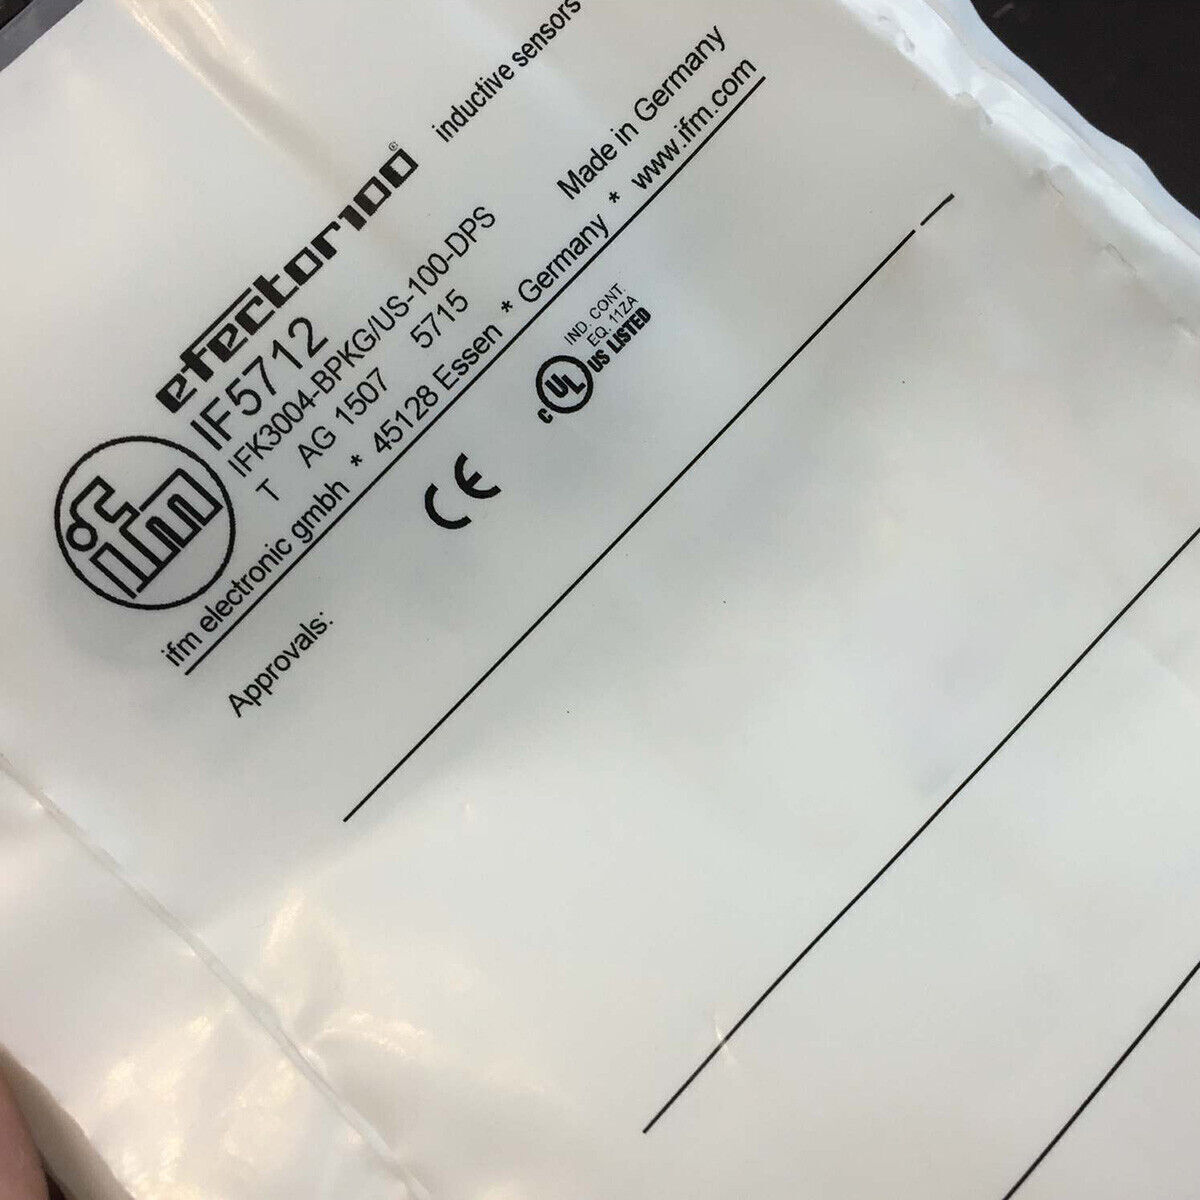 efector100® inductive sensors
IF5712
IFK3004-BPKG/US-100-DPS Made in Germany
T AG 1507 5715
ifm electronic gmbh * 45128 Essen * Germany * www.ifm.com
ifm
Approvals:
CE
c UL US LISTED
IND. CONT.
EQ. 11ZA